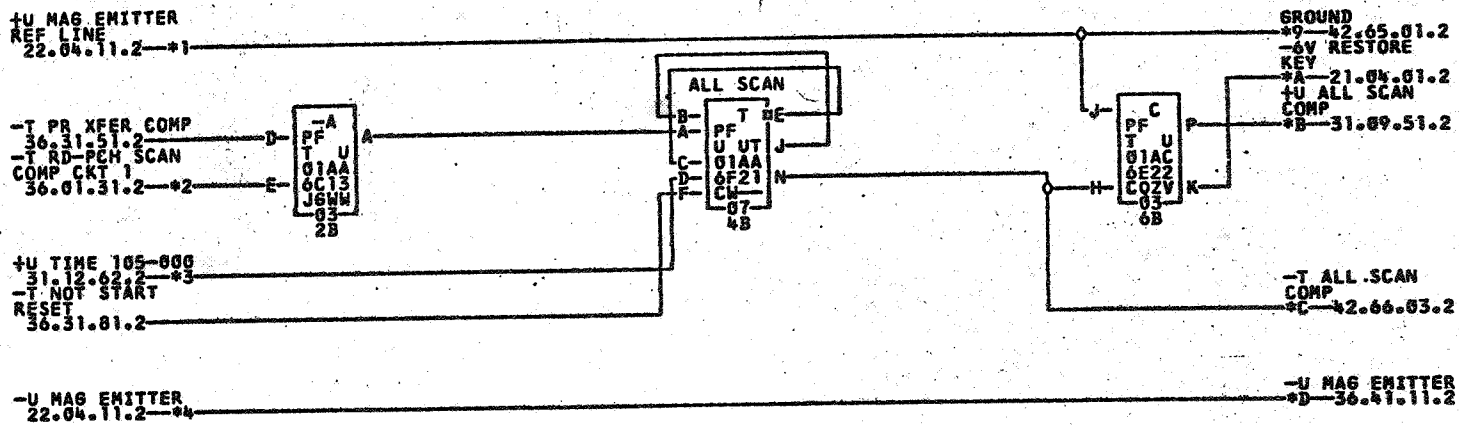 +U MAG EMITTER
REF LINE
22.04.11.2—*1
-T PR XFER COMP
36.31.51.2
-T RD-PCH SCAN
COMP CKT 1
36.01.31.2—*2
+U TIME 105-000
31.12.62.2—*3
-T NOT START
RESET
36.31.81.2
-U MAG EMITTER
22.04.11.2—*4
D
E
-A
PF
T U
01AA
6C13
JGWW
03
2B
A
ALL SCAN
B
A
C
D
F
T
PF
U UT
01AA
6F21
CW—
07
4B
E
J
N
J
H
C
PF
T U
01AC
6E22
CQZV
03
6B
P
K
GROUND
*9—42.65.01.2
-6V RESTORE
KEY
*A—21.04.01.2
+U ALL SCAN
COMP
*B—31.09.51.2
-T ALL SCAN
COMP
*C—42.66.03.2
-U MAG EMITTER
*D—36.41.11.2